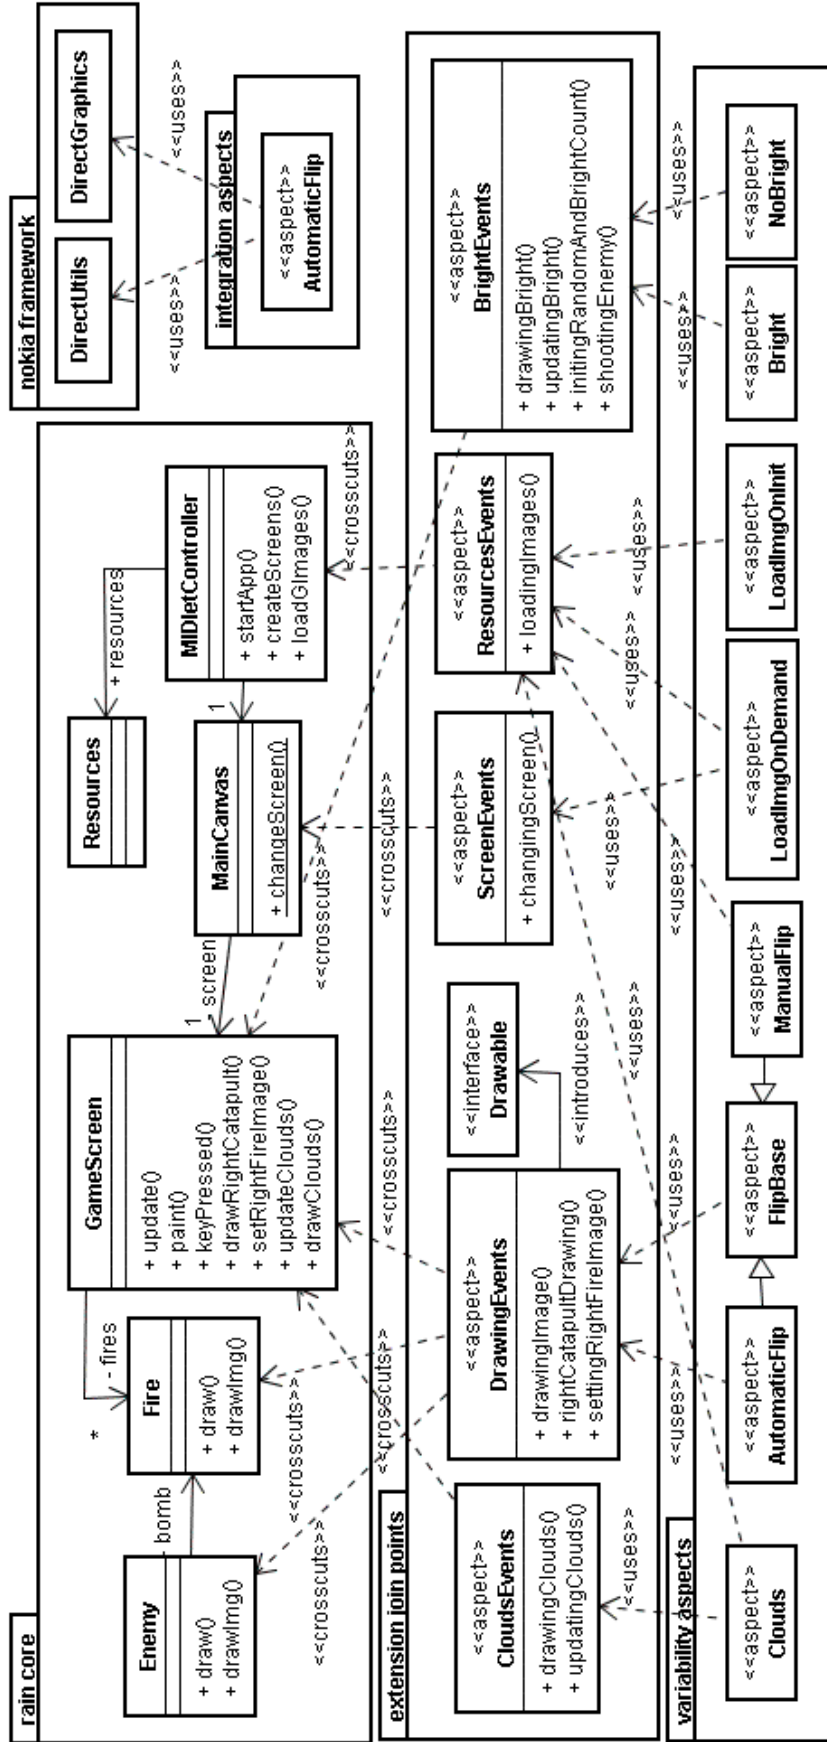 rain core
Enemy
+ draw()
+ drawImg()
- bomb
Fire
+ draw()
+ drawImg()
*
- fires
GameScreen
+ update()
+ paint()
+ keyPressed()
+ drawRightCatapult()
+ setRightFireImage()
+ updateClouds()
+ drawClouds()
1
- screen
MainCanvas
+ changeScreen()
1
Resources
+ resources
MIDletController
+ startApp()
+ createScreens()
+ loadGImages()
nokia framework
DirectUtils
DirectGraphics
<<uses>>
<<uses>>
integration aspects
<<aspect>>
AutomaticFlip
<<crosscuts>>
<<crosscuts>>
<<crosscuts>>
<<crosscuts>>
<<crosscuts>>
<<crosscuts>>
<<crosscuts>>
<<crosscuts>>
extension join points
<<aspect>>
CloudsEvents
+ drawingClouds()
+ updatingClouds()
<<aspect>>
DrawingEvents
+ drawingImage()
+ rightCatapultDrawing()
+ settingRightFireImage()
<<interface>>
Drawable
<<introduces>>
<<aspect>>
ScreenEvents
+ changingScreen()
<<aspect>>
ResourcesEvents
+ loadingImages()
<<aspect>>
BrightEvents
+ drawingBright()
+ updatingBright()
+ initingRandomAndBrightCount()
+ shootingEnemy()
<<uses>>
<<uses>>
<<uses>>
<<uses>>
<<uses>>
<<uses>>
<<uses>>
<<uses>>
<<uses>>
<<uses>>
variability aspects
<<aspect>>
Clouds
<<aspect>>
AutomaticFlip
<<aspect>>
FlipBase
<<aspect>>
ManualFlip
<<aspect>>
LoadImgOnDemand
<<aspect>>
LoadImgOnInit
<<aspect>>
Bright
<<aspect>>
NoBright